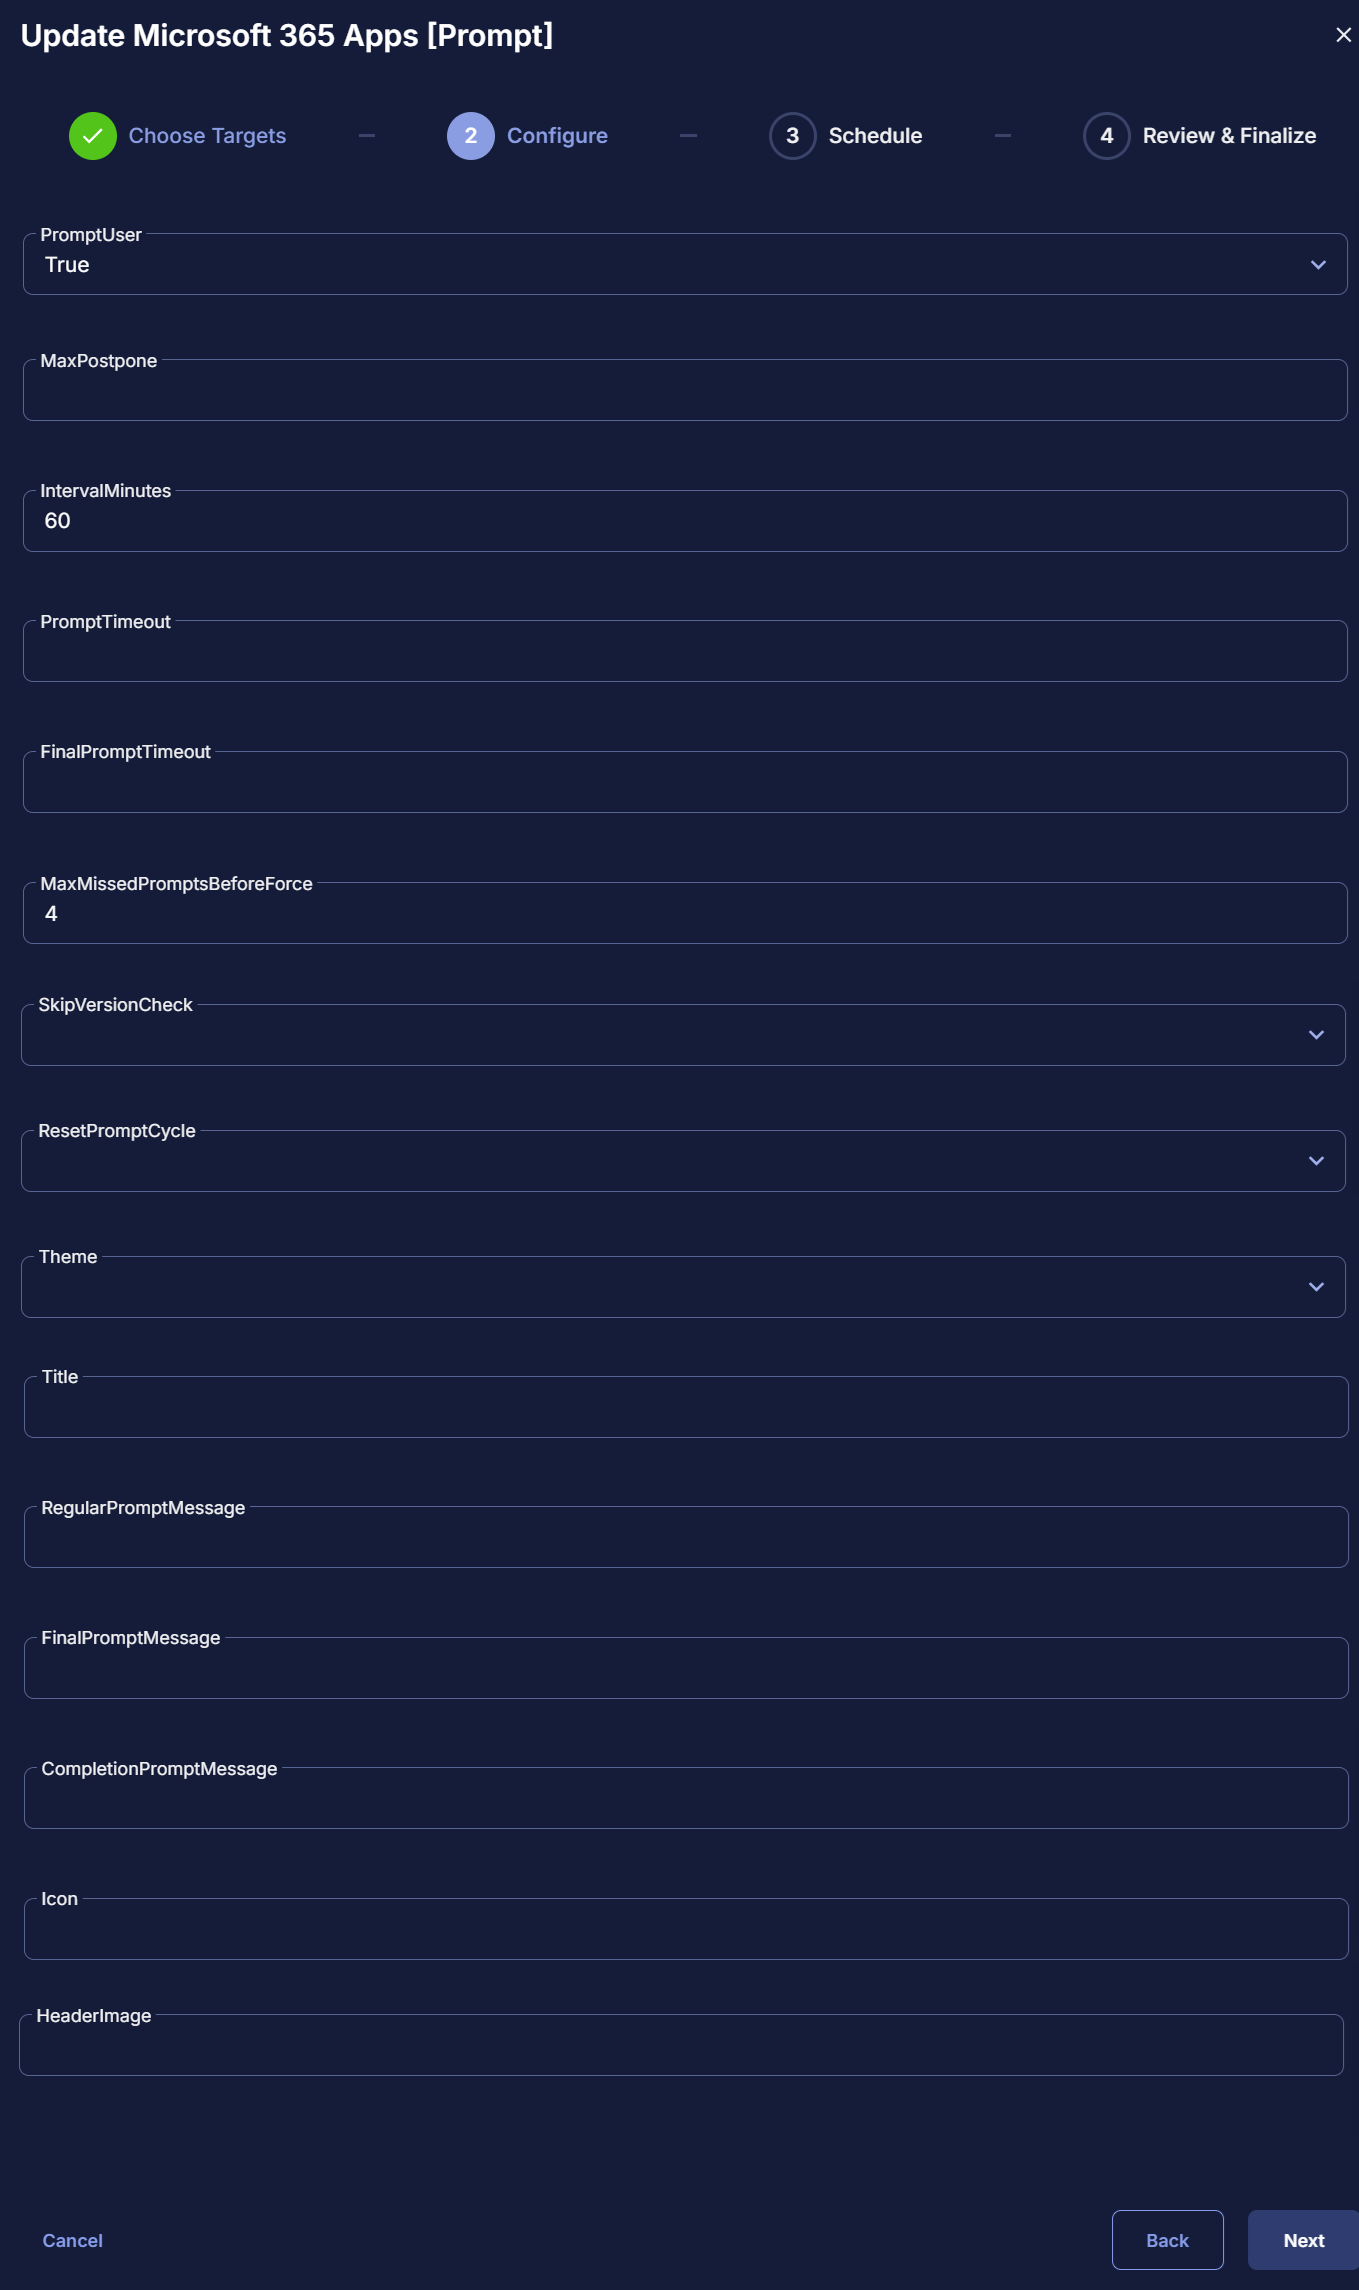 Update Microsoft 365 Apps [Prompt]
Choose Targets
2 Configure
3 Schedule
4 Review & Finalize
PromptUser
True
MaxPostpone
IntervalMinutes
60
PromptTimeout
FinalPromptTimeout
MaxMissedPromptsBeforeForce
4
SkipVersionCheck
ResetPromptCycle
Theme
Title
RegularPromptMessage
FinalPromptMessage
CompletionPromptMessage
Icon
HeaderImage
Cancel
Back
Next